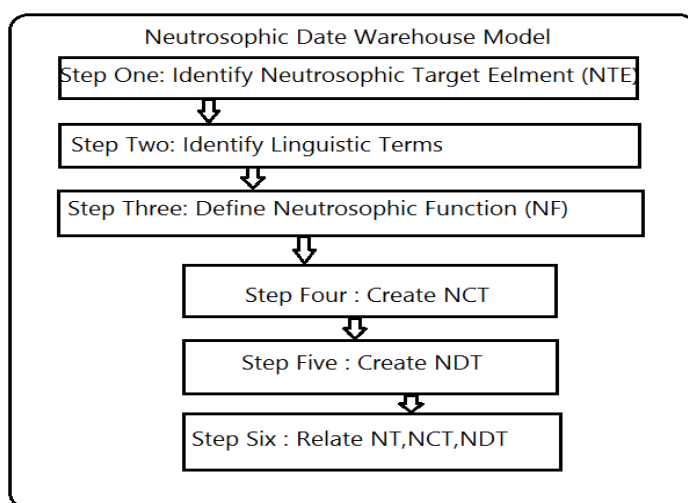 Neutrosophic Date Warehouse Model
Step One: Identify Neutrosophic Target Eelment (NTE)
Step Two: Identify Linguistic Terms
Step Three: Define Neutrosophic Function (NF)
Step Four : Create NCT
Step Five : Create NDT
Step Six : Relate NT,NCT,NDT